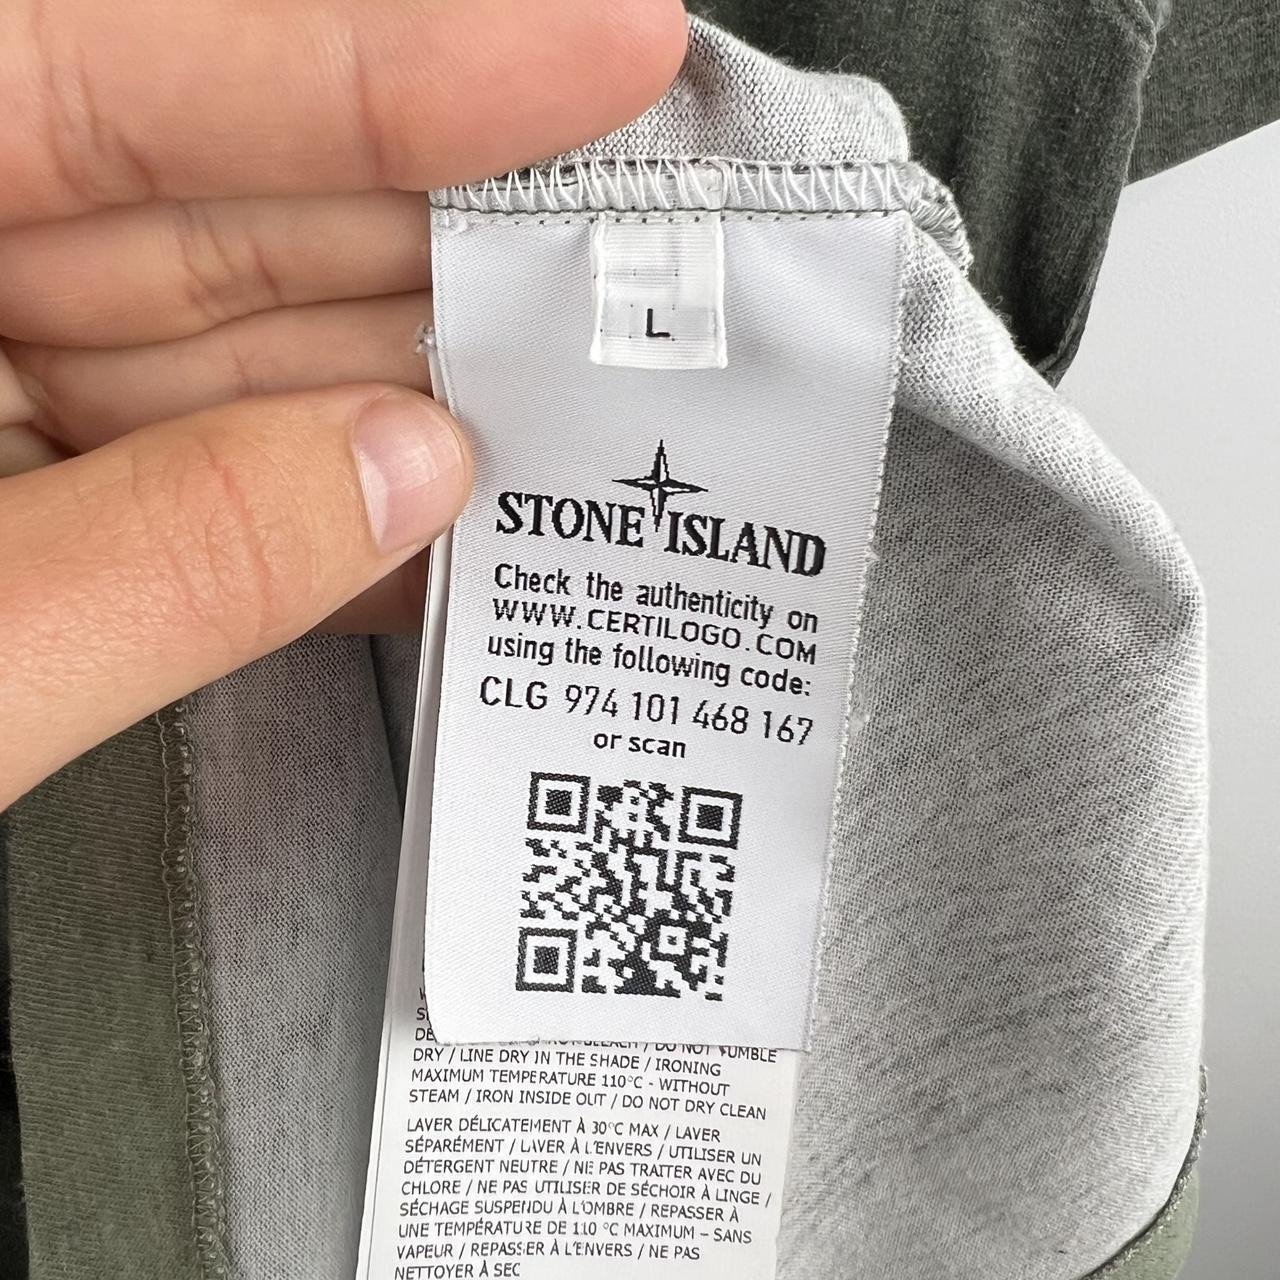 L
STONE ISLAND
Check the authenticity on
WWW.CERTILOGO.COM
using the following code:
CLG 974 101 468 167
or scan
BLEACH / DO NOT TUMBLE
DRY / LINE DRY IN THE SHADE / IRONING
MAXIMUM TEMPERATURE 110°C - WITHOUT
STEAM / IRON INSIDE OUT / DO NOT DRY CLEAN
LAVER DÉLICATEMENT À 30°C MAX / LAVER
SÉPARÉMENT / LAVER À L'ENVERS / UTILISER UN
DÉTERGENT NEUTRE / NE PAS TRAITER AVEC DU
CHLORE / NE PAS UTILISER DE SÉCHOIR À LINGE /
SÉCHAGE SUSPENDU À L'OMBRE / REPASSER À
UNE TEMPÉRATURE DE 110 °C MAXIMUM – SANS
VAPEUR / REPASSER À L'ENVERS / NE PAS
NETTOYER À SEC